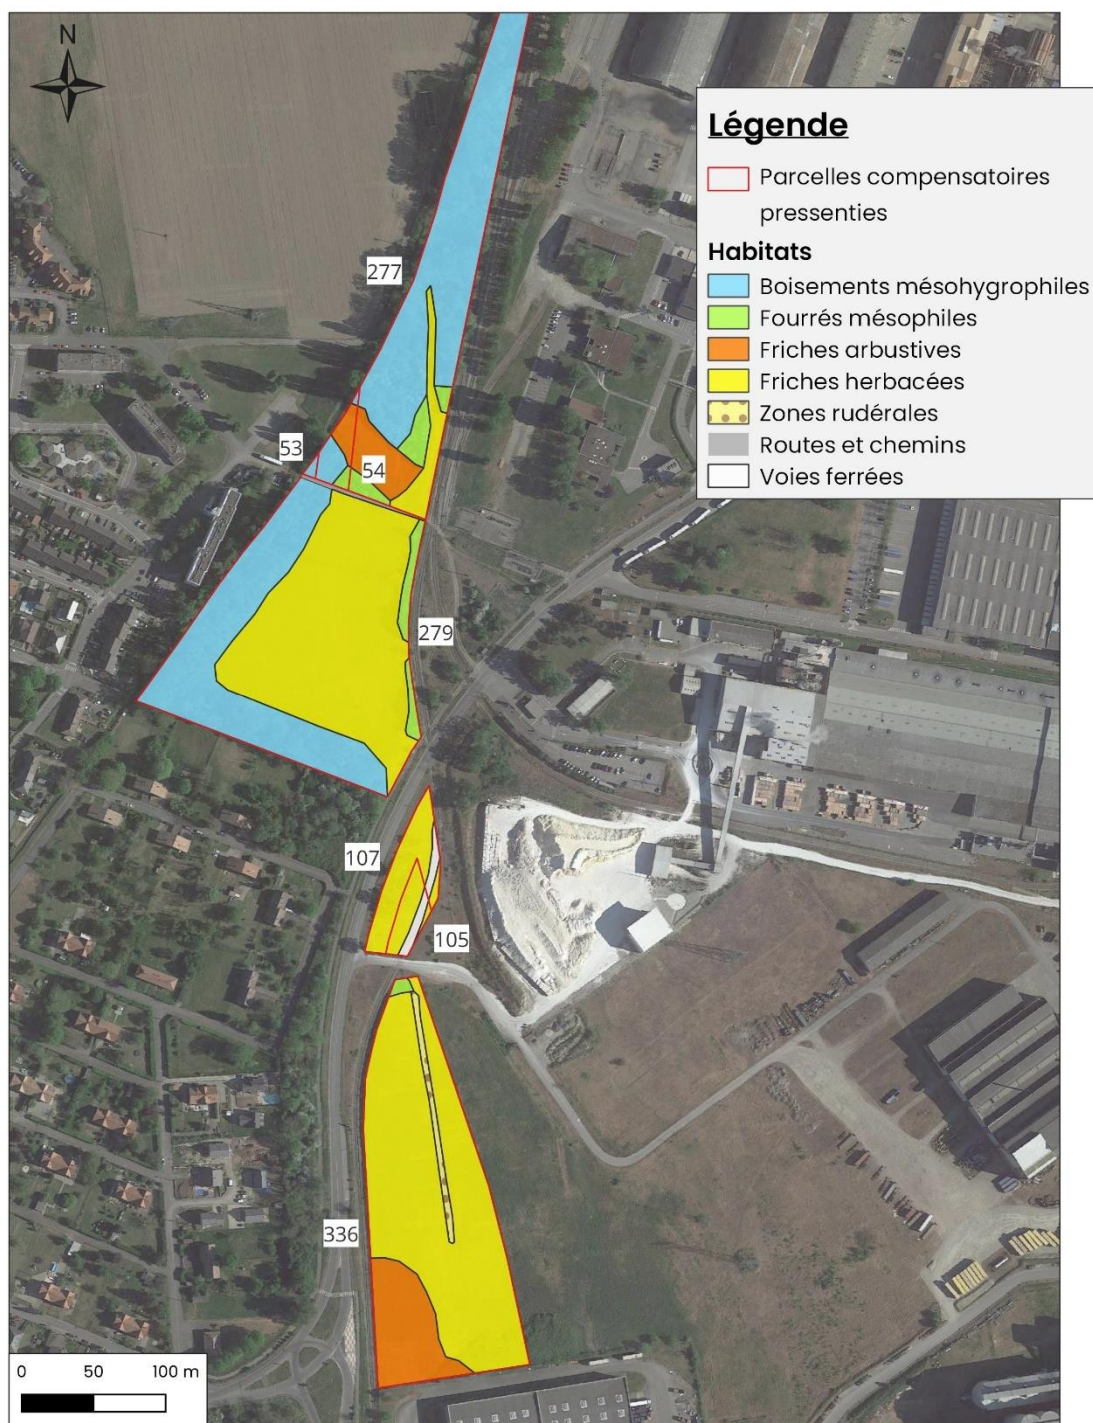 N
Légende
Parcelles compensatoires
pressenties
Habitats
Boisements mésohygrophiles
Fourrés mésophiles
Friches arbustives
Friches herbacées
Zones rudérales
Routes et chemins
Voies ferrées
277
53
54
279
107
105
336
0 50 100 m